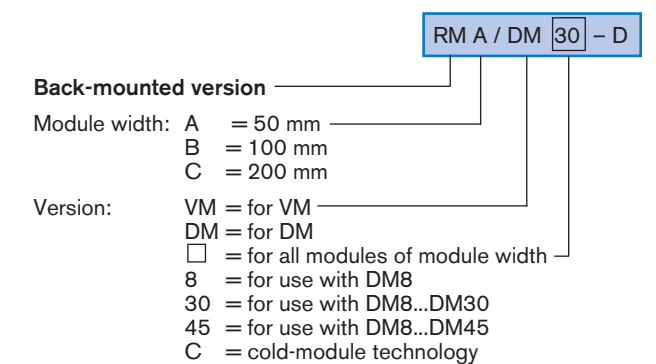 RM A / DM 30 – D
Back-mounted version
Module width: A = 50 mm
B = 100 mm
C = 200 mm
Version: VM = for VM
DM = for DM
□ = for all modules of module width
8 = for use with DM8
30 = for use with DM8...DM30
45 = for use with DM8...DM45
C = cold-module technology